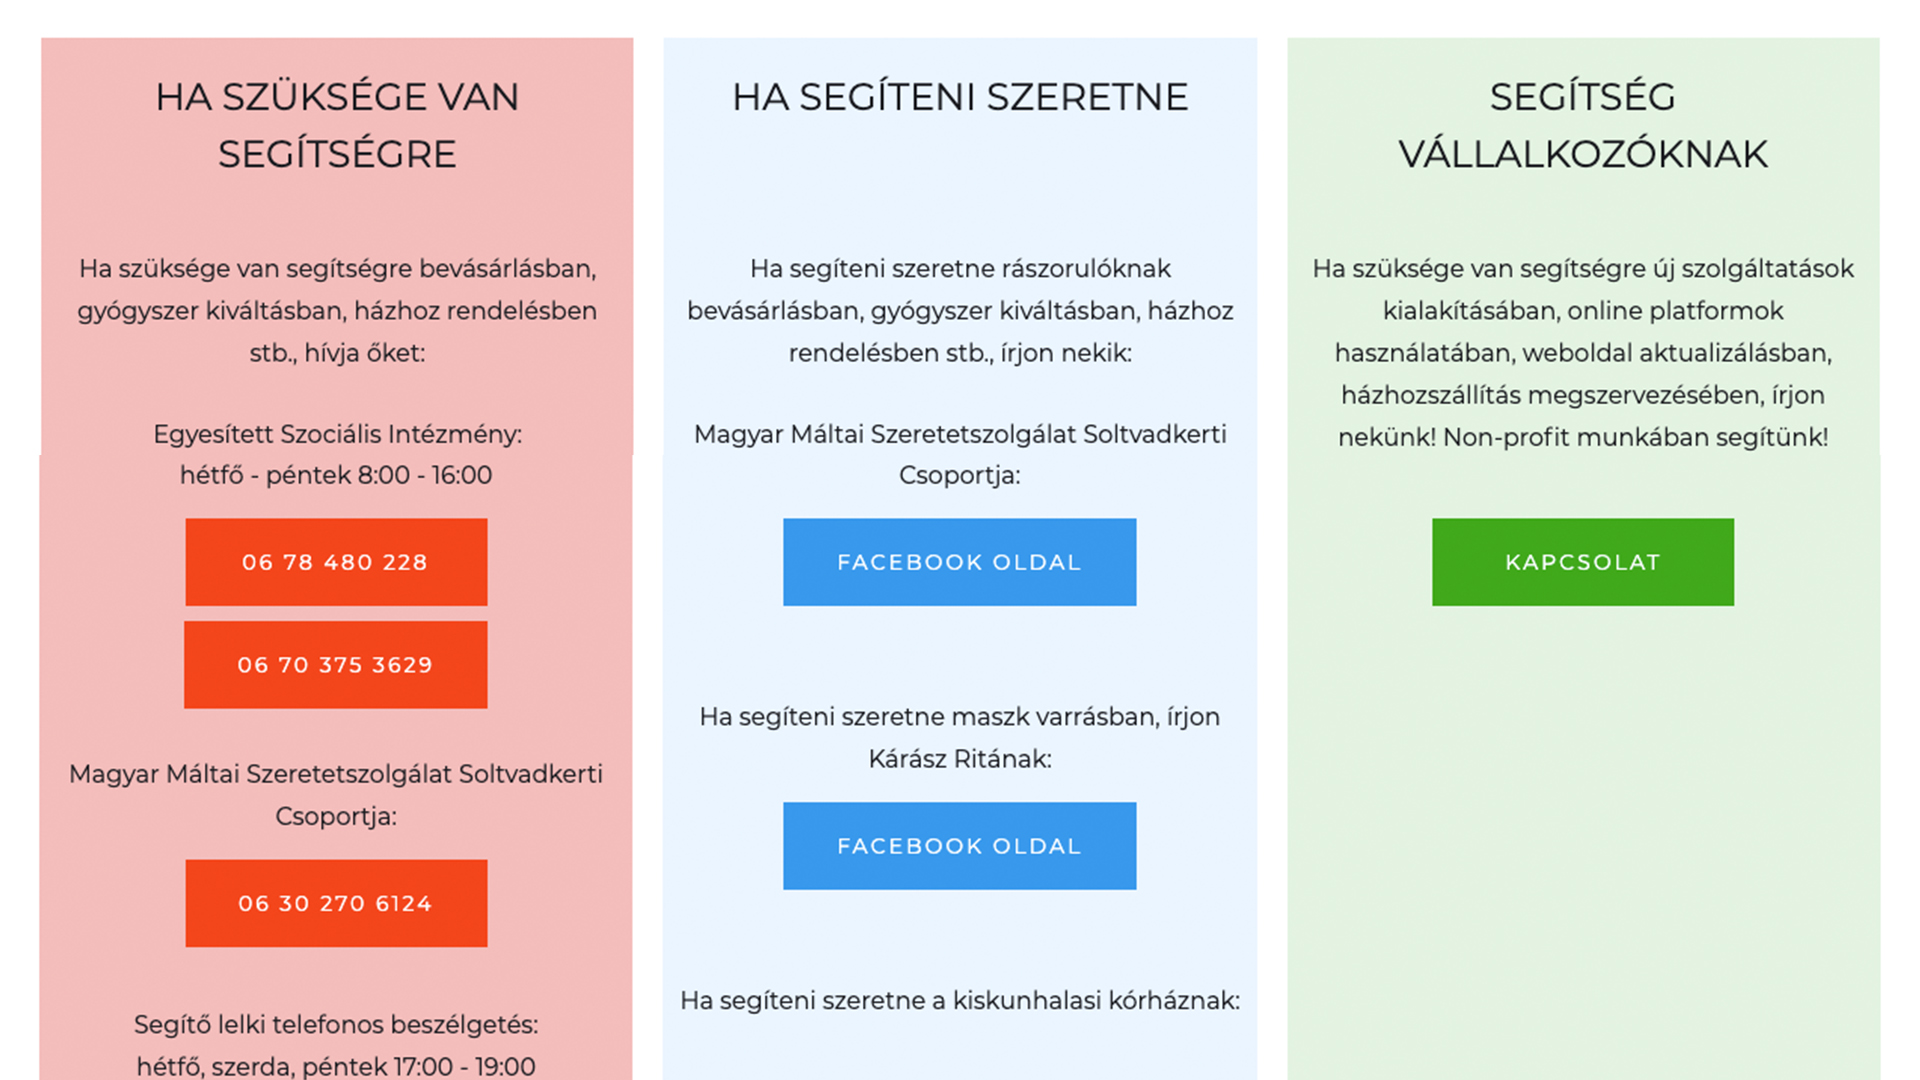 HA SZÜKSÉGE VAN
SEGÍTSÉGRE
Ha szüksége van segítségre bevásárlásban,
gyógyszer kiváltásban, házhoz rendelésben
stb., hívja őket:
Egyesített Szociális Intézmény:
hétfő - péntek 8:00 - 16:00
06 78 480 228
06 70 375 3629
Magyar Máltai Szeretetszolgálat Soltvadkerti
Csoportja:
06 30 270 6124
Segítő lelki telefonos beszélgetés:
hétfő, szerda, péntek 17:00 - 19:00
HA SEGÍTENI SZERETNE
Ha segíteni szeretne rászorulóknak
bevásárlásban, gyógyszer kiváltásban, házhoz
rendelésben stb., írjon nekik:
Magyar Máltai Szeretetszolgálat Soltvadkerti
Csoportja:
FACEBOOK OLDAL
Ha segíteni szeretne maszk varrásban, írjon
Kárász Ritának:
FACEBOOK OLDAL
Ha segíteni szeretne a kiskunhalasi kórháznak:
SEGÍTSÉG
VÁLLALKOZÓKNAK
Ha szüksége van segítségre új szolgáltatások
kialakításában, online platformok
használatában, weboldal aktualizálásban,
házhozszállítás megszervezésében, írjon
nekünk! Non-profit munkában segítünk!
KAPCSOLAT